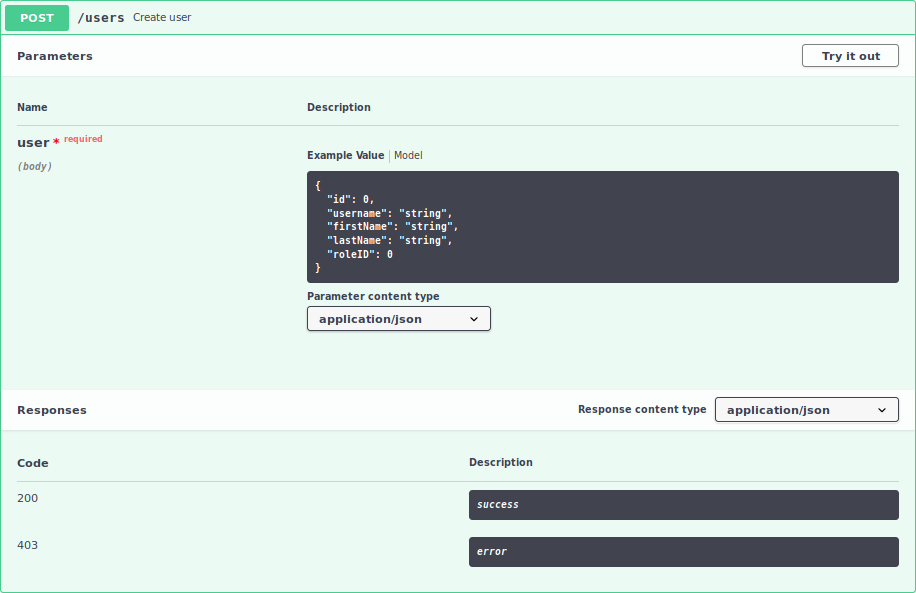 POST /users Create user
Parameters Try it out
Name Description
user * required
(body)
Example Value | Model
{
  "id": 0,
  "username": "string",
  "firstName": "string",
  "lastName": "string",
  "roleID": 0
}
Parameter content type
application/json
Responses Response content type application/json
Code Description
200 success
403 error